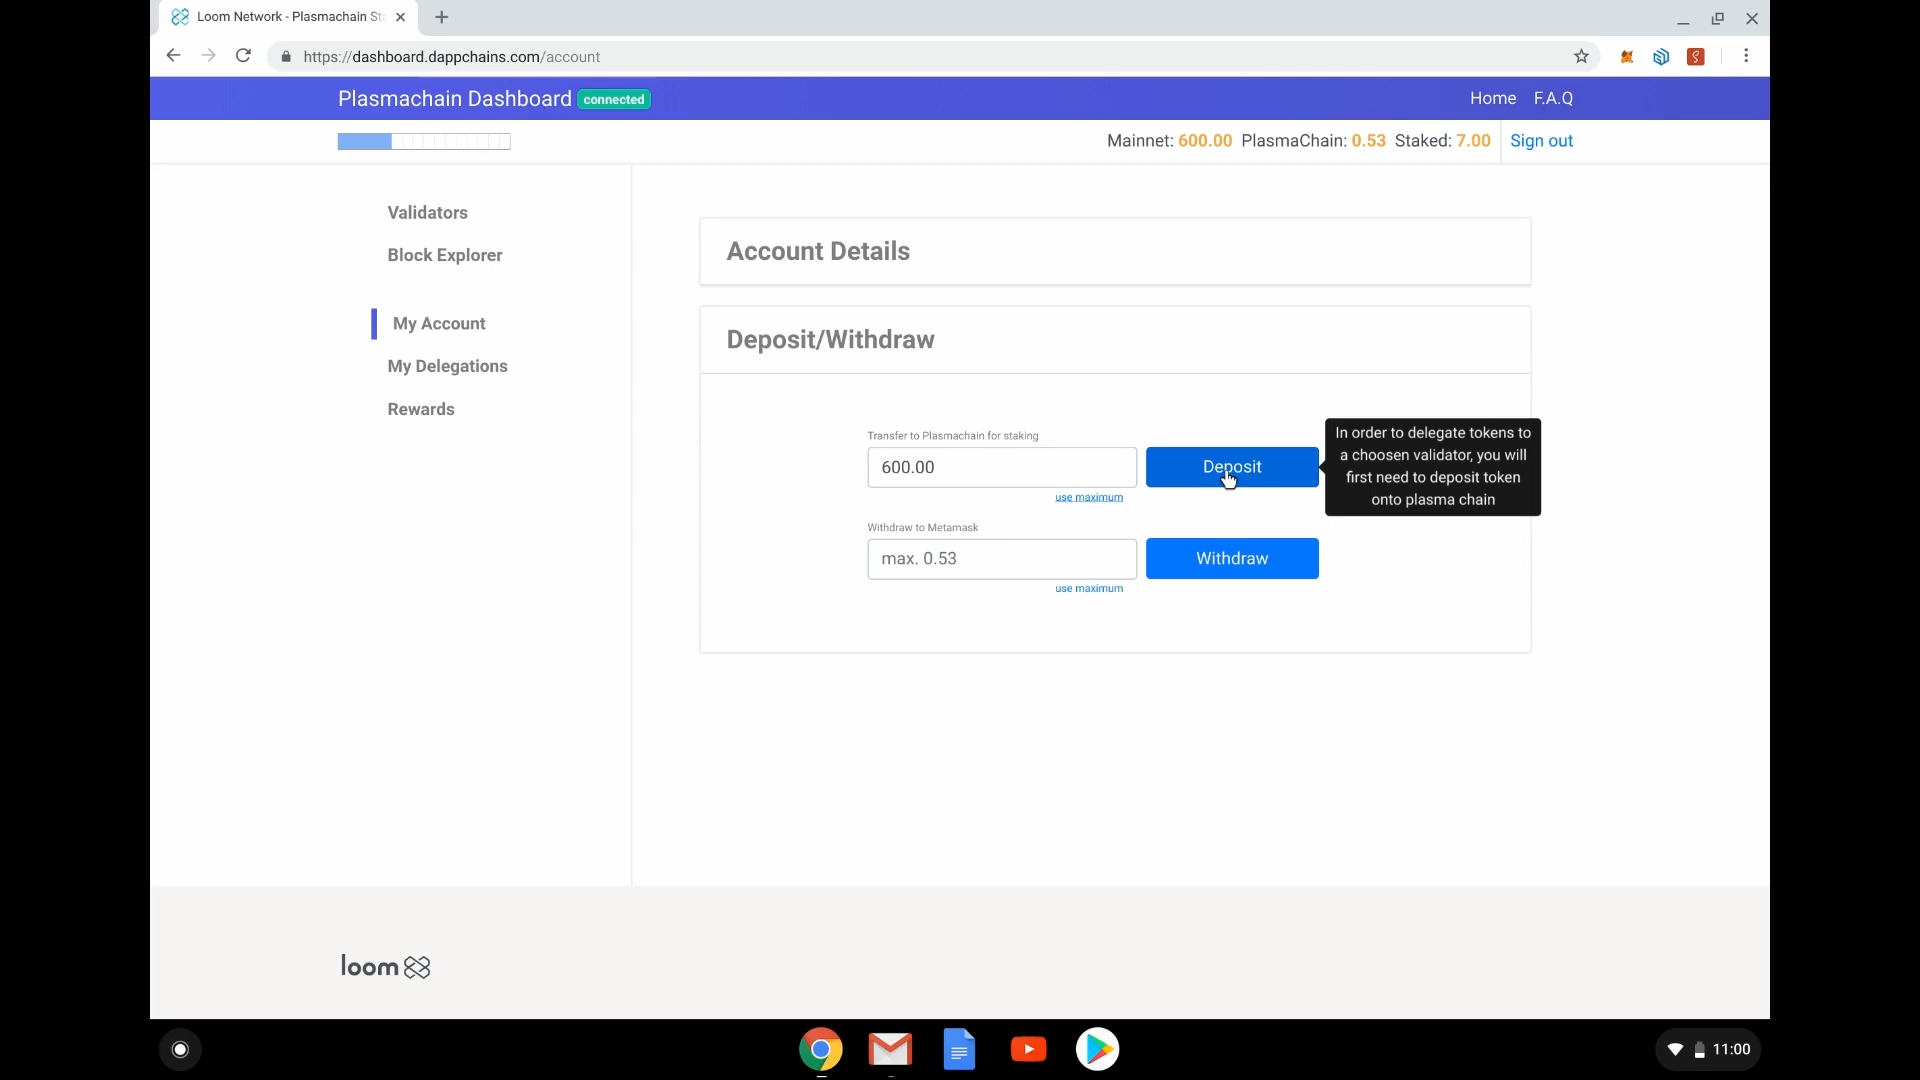 Loom Network - Plasmachain Sta
https://dashboard.dappchains.com/account
Plasmachain Dashboard connected
Home F.A.Q
Mainnet: 600.00 PlasmaChain: 0.53 Staked: 7.00 Sign out
Validators
Block Explorer
My Account
My Delegations
Rewards
Account Details
Deposit/Withdraw
Transfer to Plasmachain for staking
600.00
Deposit
use maximum
In order to delegate tokens to
a choosen validator, you will
first need to deposit token
onto plasma chain
Withdraw to Metamask
max. 0.53
Withdraw
use maximum
loom
11:00